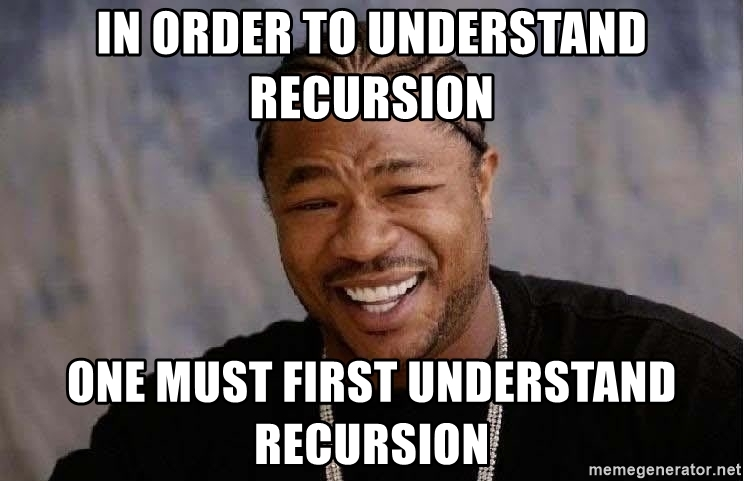 IN ORDER TO UNDERSTAND
RECURSION
ONE MUST FIRST UNDERSTAND
RECURSION
memegenerator.net